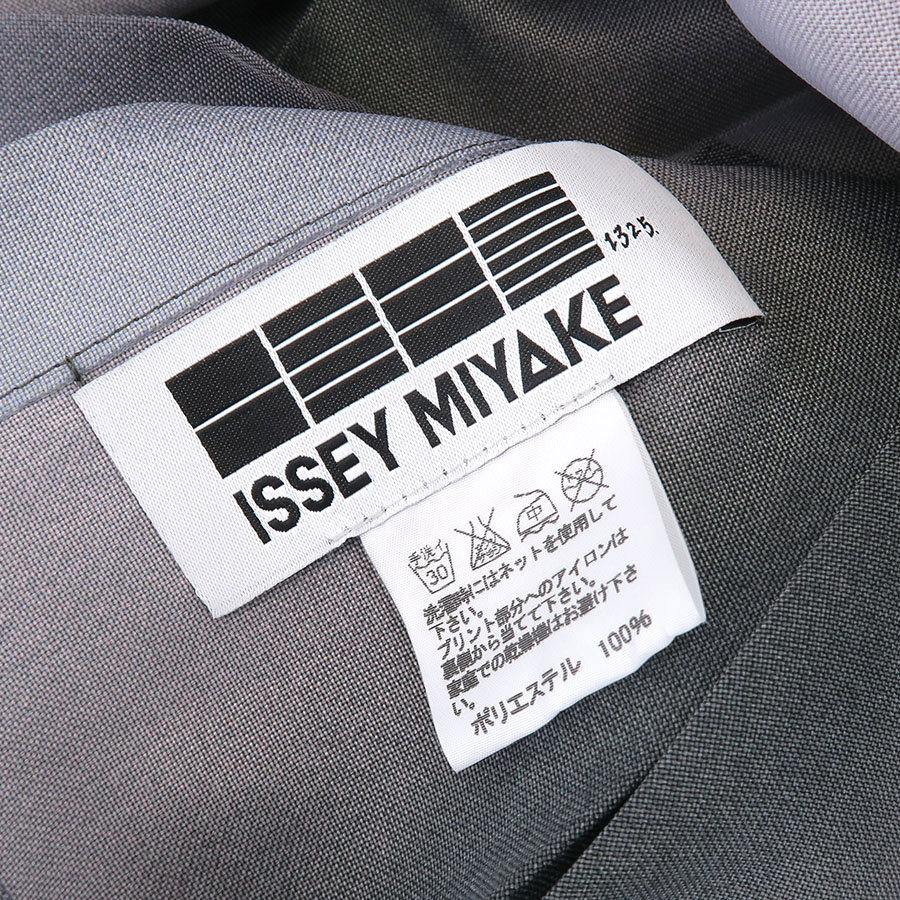 132 5.
ISSEY MIYAKE
手洗イ
30
洗濯時にはネットを使用して
下さい。
プリント部分へのアイロンは
裏側から当てて下さい。
家庭での乾燥機はお避け下さ
い。
ポリエステル 100%